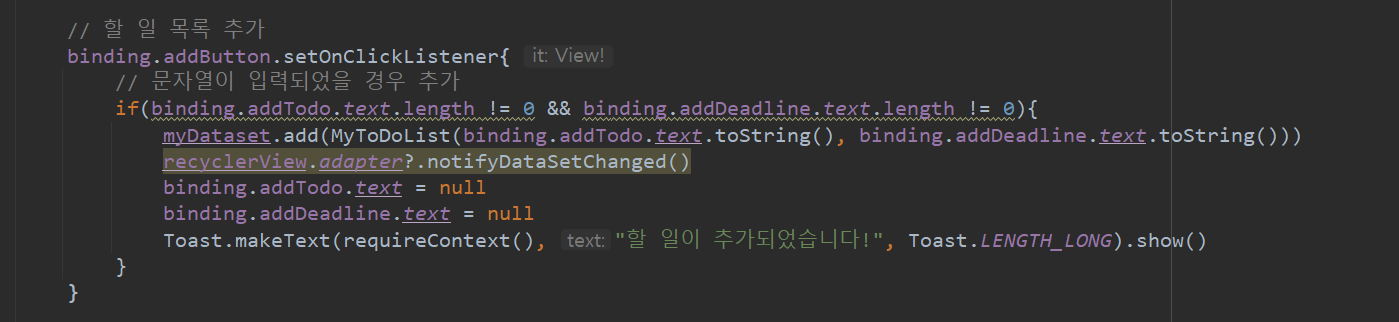 // 할 일 목록 추가
binding.addButton.setOnClickListener{ it: View!
// 문자열이 입력되었을 경우 추가
if(binding.addTodo.text.length != 0 && binding.addDeadline.text.length != 0){
myDataset.add(MyToDoList(binding.addTodo.text.toString(), binding.addDeadline.text.toString()))
recyclerView.adapter?.notifyDataSetChanged()
binding.addTodo.text = null
binding.addDeadline.text = null
Toast.makeText(requireContext(), text: "할 일이 추가되었습니다!", Toast.LENGTH_LONG).show()
}
}